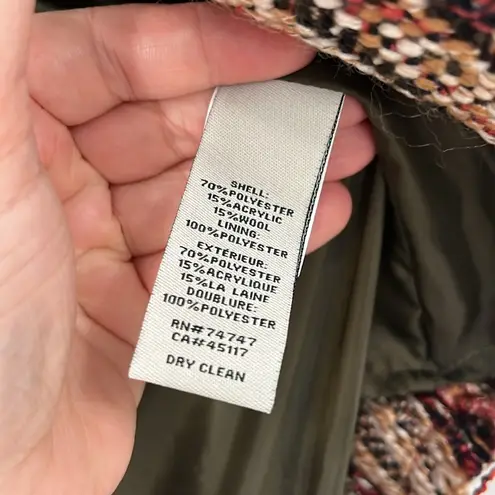 SHELL:
70%POLYESTER
15%ACRYLIC
15%WOOL
LINING:
100%POLYESTER
EXTÉRIEUR:
70%POLYESTER
15%ACRYLIQUE
15%LA LAINE
DOUBLURE:
100%POLYESTER
RN#74747
CA#45117
DRY CLEAN